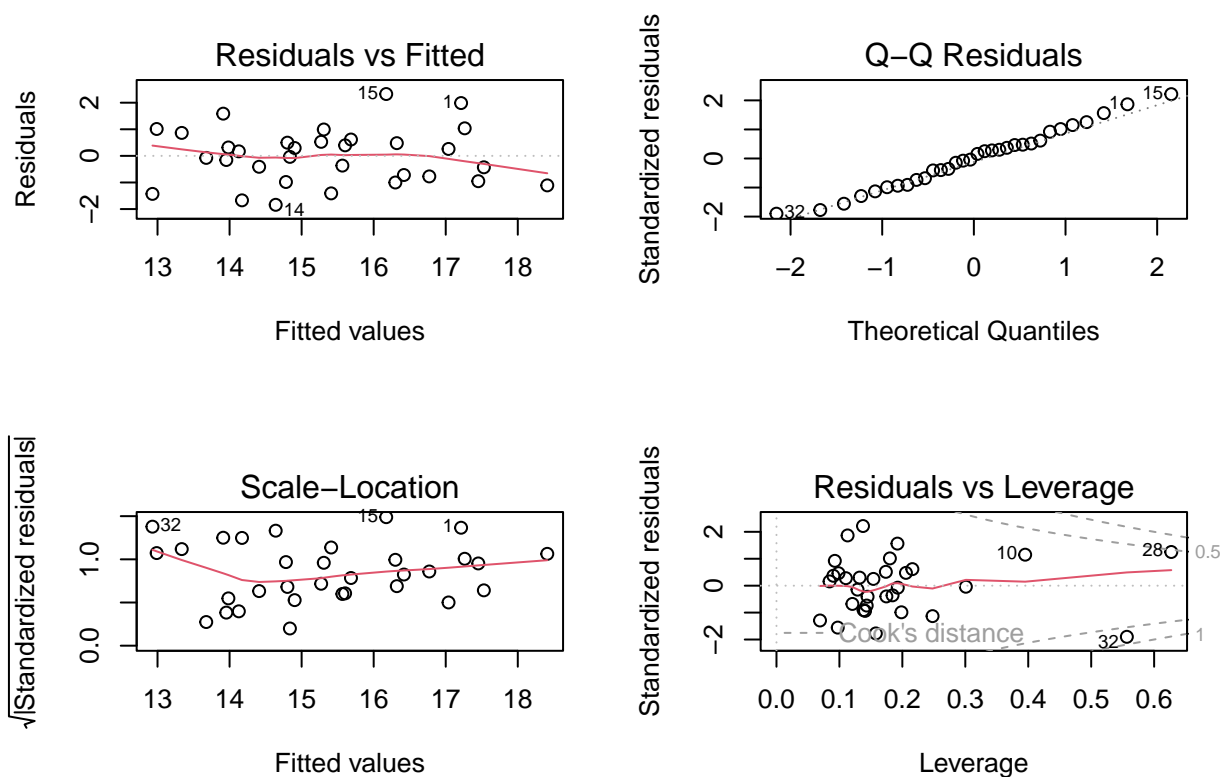 Residuals vs Fitted
Residuals
2
0
−2
15
1
14
13 14 15 16 17 18
Fitted values
Q−Q Residuals
Standardized residuals
2
0
−2
15
1
32
−2 −1 0 1 2
Theoretical Quantiles
Scale−Location
√|Standardized residuals|
1.0
0.0
32
15
1
13 14 15 16 17 18
Fitted values
Residuals vs Leverage
Standardized residuals
2
0
−2
10
28
32
Cook's distance
0.5
1
0.0 0.1 0.2 0.3 0.4 0.5 0.6
Leverage